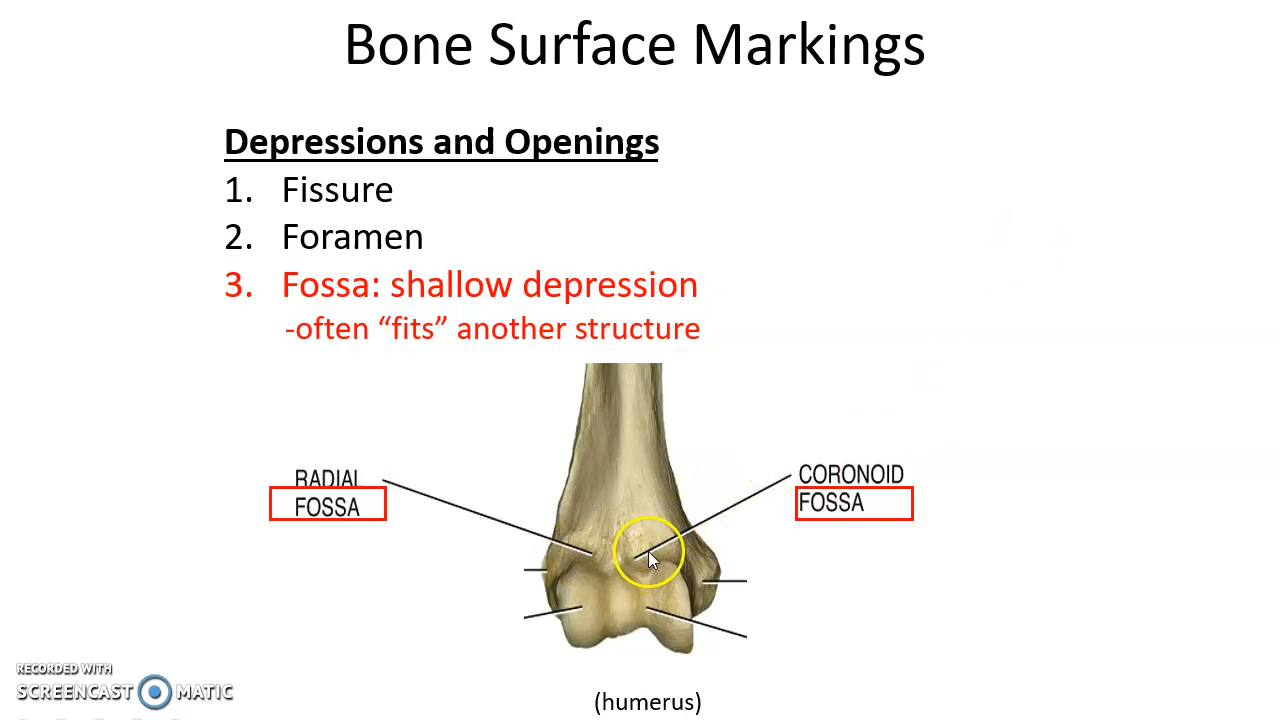 Bone Surface Markings
Depressions and Openings
1. Fissure
2. Foramen
3. Fossa: shallow depression
-often “fits” another structure
RADIAL
FOSSA
CORONOID
FOSSA
(humerus)
RECORDED WITH
SCREENCAST MATIC